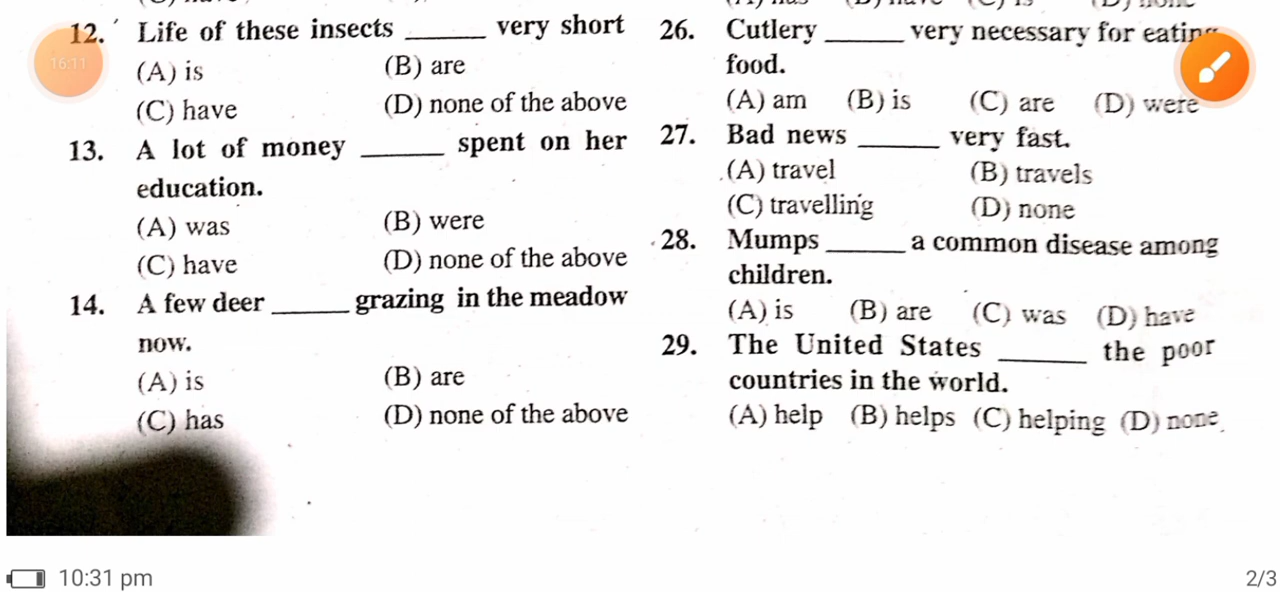 12. Life of these insects ______ very short
(A) is (B) are
(C) have (D) none of the above
13. A lot of money ______ spent on her
education.
(A) was (B) were
(C) have (D) none of the above
14. A few deer ______ grazing in the meadow
now.
(A) is (B) are
(C) has (D) none of the above
26. Cutlery ______ very necessary for eating
food.
(A) am (B) is (C) are (D) were
27. Bad news ______ very fast.
(A) travel (B) travels
(C) travelling (D) none
28. Mumps ______ a common disease among
children.
(A) is (B) are (C) was (D) have
29. The United States ______ the poor
countries in the world.
(A) help (B) helps (C) helping (D) none
16:11
10:31 pm
2/3